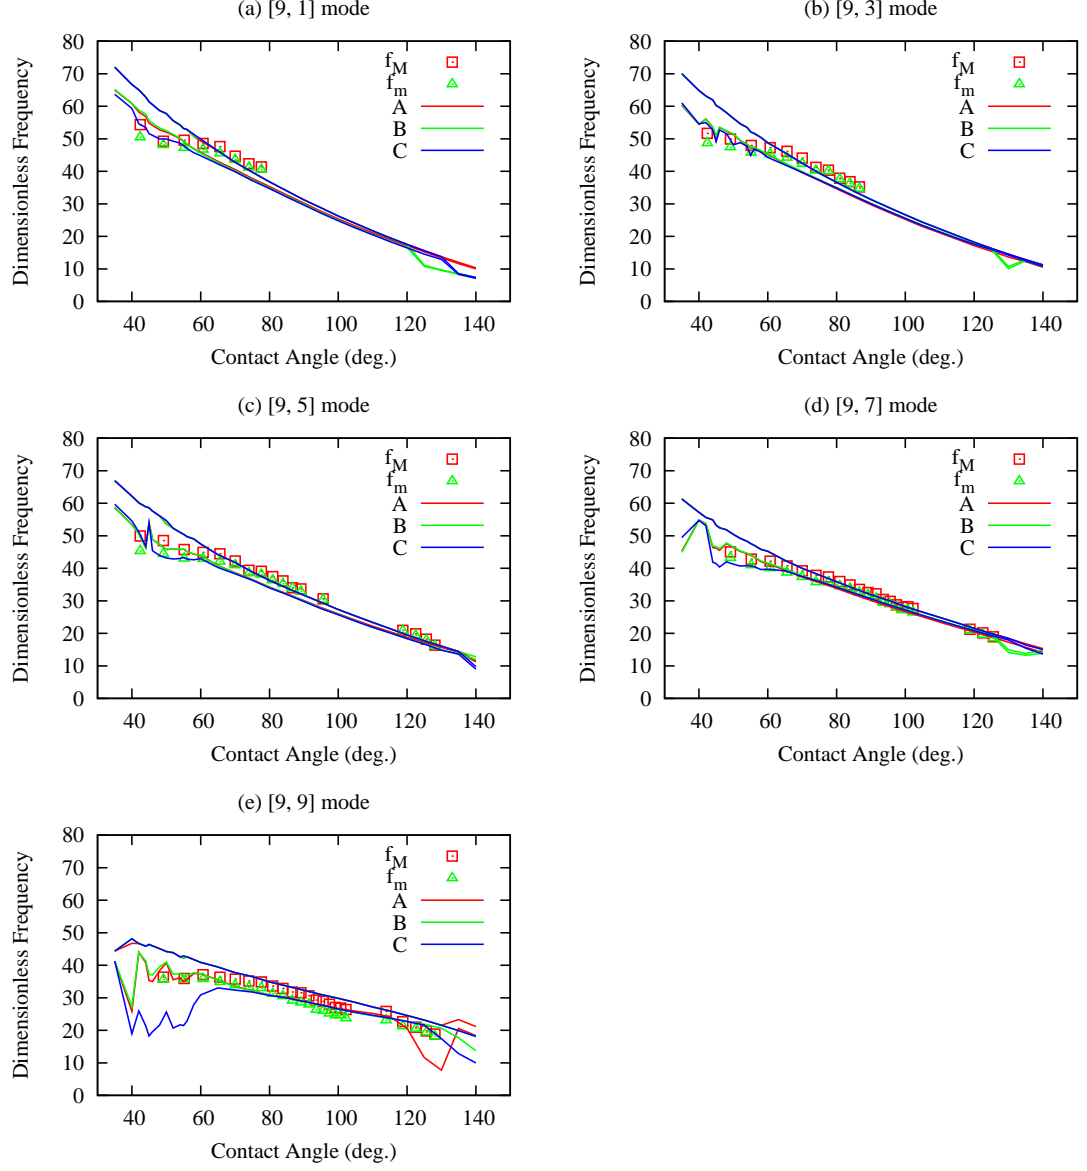 (a) [9, 1] mode
Dimensionless Frequency
80
70
60
50
40
30
20
10
0
f_M
f_m
A
B
C
40 60 80 100 120 140
Contact Angle (deg.)
(b) [9, 3] mode
Dimensionless Frequency
80
70
60
50
40
30
20
10
0
f_M
f_m
A
B
C
40 60 80 100 120 140
Contact Angle (deg.)
(c) [9, 5] mode
Dimensionless Frequency
80
70
60
50
40
30
20
10
0
f_M
f_m
A
B
C
40 60 80 100 120 140
Contact Angle (deg.)
(d) [9, 7] mode
Dimensionless Frequency
80
70
60
50
40
30
20
10
0
f_M
f_m
A
B
C
40 60 80 100 120 140
Contact Angle (deg.)
(e) [9, 9] mode
Dimensionless Frequency
80
70
60
50
40
30
20
10
0
f_M
f_m
A
B
C
40 60 80 100 120 140
Contact Angle (deg.)